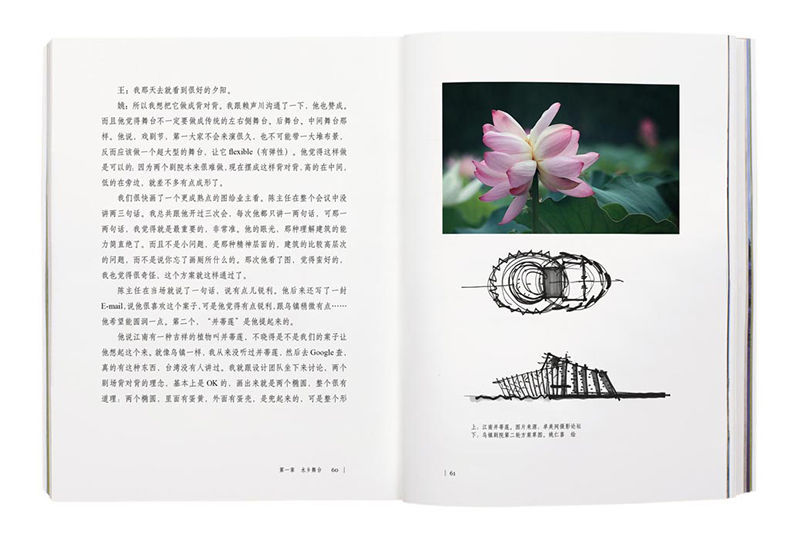 王：我那天去就看到很好的夕阳。
姚：所以我想把它做成背对背。我跟赖声川沟通了一下，他也赞成。
而且他觉得舞台不一定要做成传统的左右侧舞台。后舞台。中间舞台那
样。他说，戏剧节，第一大家不会来演很久，也不可能带一大堆布景，
反而应该做一个超大型的舞台，让它 flexible（有弹性）。他觉得这样做
是可以的，因为两个剧院本来很难做，现在摆成这样背对背，高的在中间，
低的在旁边，就差不多有点成形了。
我们很快画了一个更成熟点的图给业主看。陈主任在整个会议中没
讲两三句话。我总共跟他开过三次会，每次他都只讲一两句话，可那一
两句话，我觉得就是最重要的，非常准。他的眼光，那种理解建筑的能
力简直绝了。而且不是小问题，是那种精神层面的，建筑的比较高层次
的问题，而不是说你忘了画厕所什么的。那次他看了图，觉得蛮好的，
我也觉得很奇怪，这个方案就这样通过了。
陈主任在当场就说了一句话，说有点儿锐利。他后来还写了一封
E-mail，说他很喜欢这个案子，可是他觉得有点锐利，跟乌镇稍微有点……
他希望能圆润一点。第二个，“并蒂莲”是他提起来的。
他说江南有一种吉祥的植物叫并蒂莲，不晓得是不是我们的案子让
他想起这个来。就像乌镇一样，我从来没听过并蒂莲，然后去 Google 查，
真的有这种东西，台湾没有人讲过。我就跟设计团队坐下来讨论，两个
剧场背对背的理念，基本上是 OK 的，画出来就是两个椭圆，整个很有
道理：两个椭圆，里面有蛋黄，外面有蛋壳，是兜起来的，可是整个形
第一章 水乡舞台 60
上：江南并蒂莲。图片来源，单美网摄影论坛
下：乌镇剧院第二轮方案草图。姚仁喜 绘
61